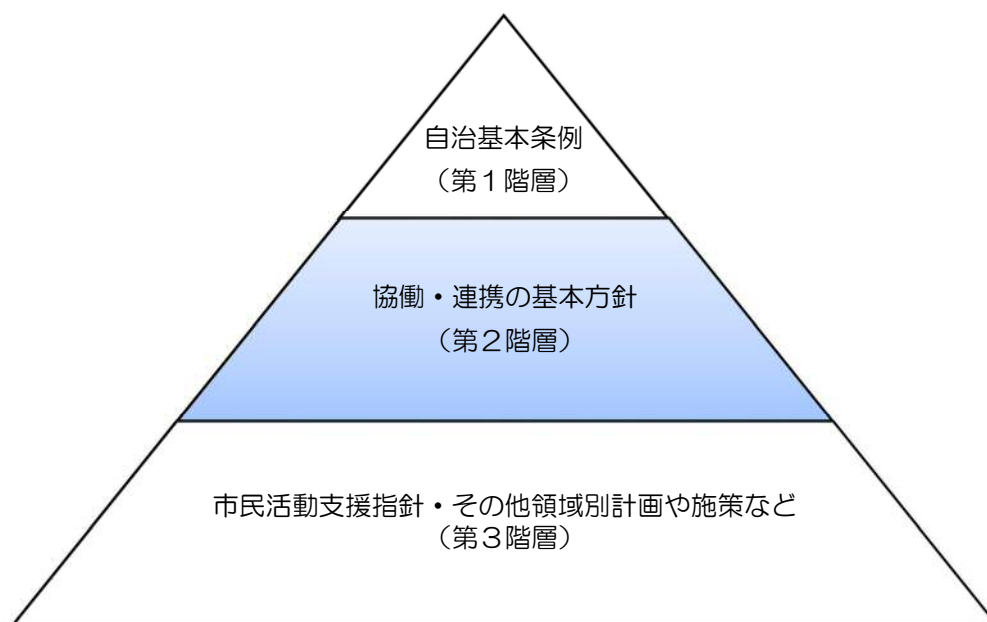 自治基本条例
（第１階層）
協働・連携の基本方針
（第２階層）
市民活動支援指針・その他領域別計画や施策など
（第３階層）